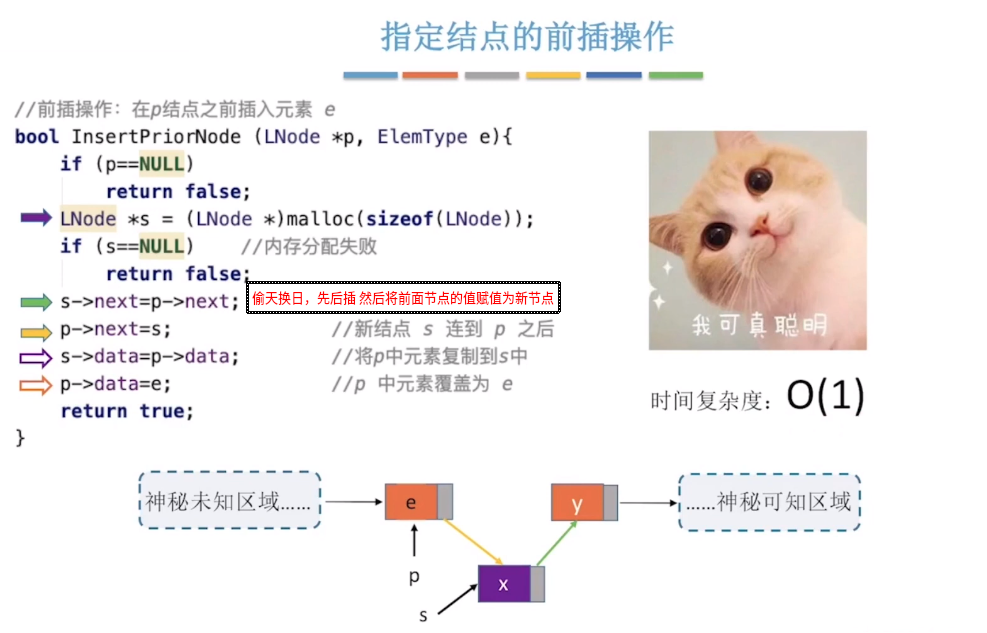 指定结点的前插操作
//前插操作：在p结点之前插入元素 e
bool InsertPriorNode (LNode *p, ElemType e){
if (p==NULL)
return false;
LNode *s = (LNode *)malloc(sizeof(LNode));
if (s==NULL) //内存分配失败
return false;
偷天换日，先后插 然后将前面节点的值赋值为新节点
s->next=p->next;
p->next=s; //新结点 s 连到 p 之后
s->data=p->data; //将p中元素复制到s中
p->data=e; //p 中元素覆盖为 e
return true;
}
我可真聪明
时间复杂度：O(1)
神秘未知区域……
e
y
……神秘可知区域
p
x
s